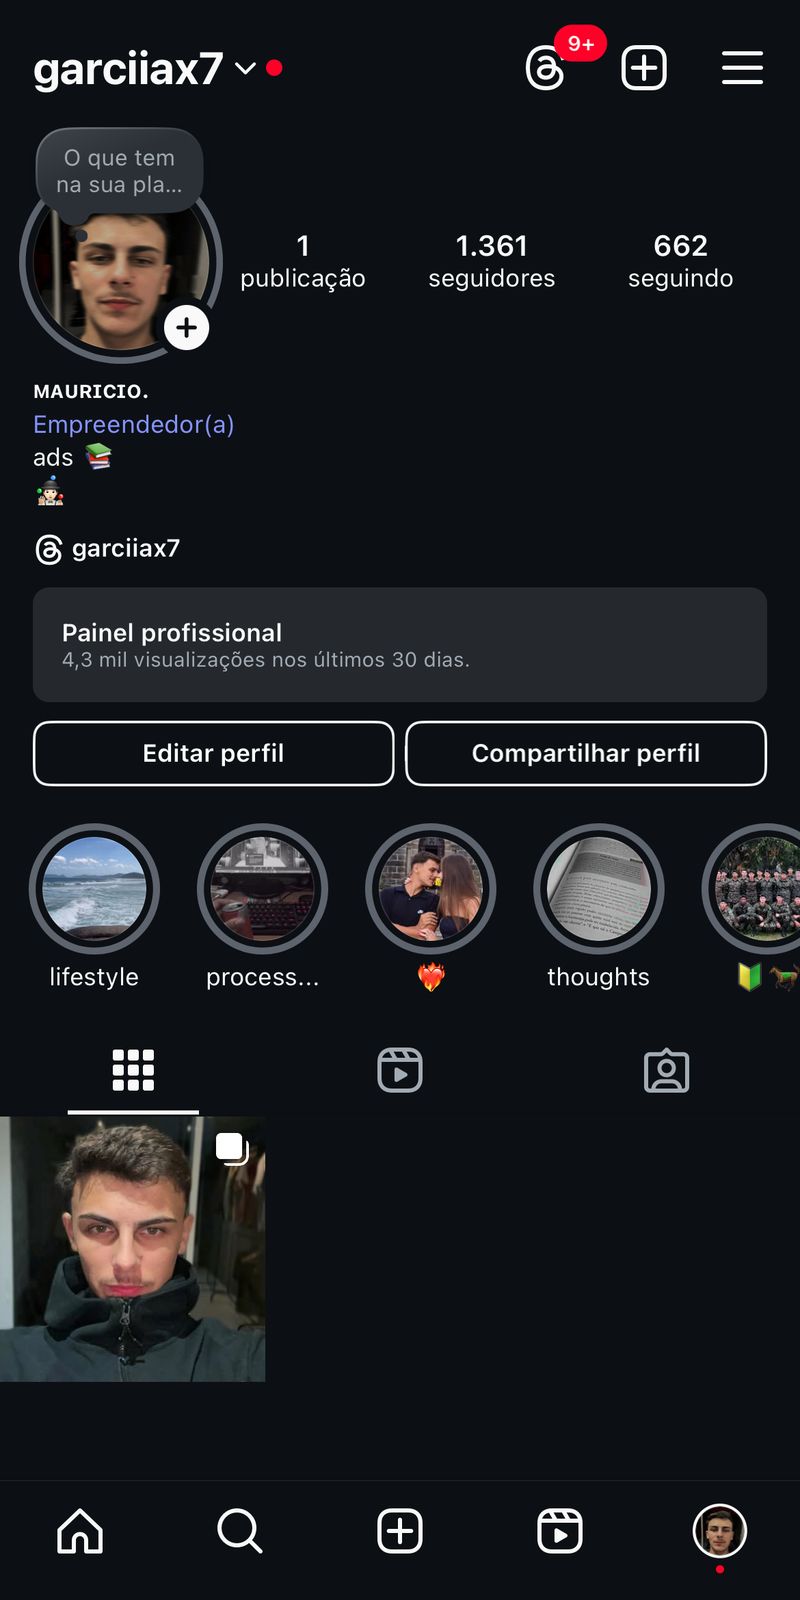 garciiax7
9+
O que tem
na sua pla...
1
publicação
1.361
seguidores
662
seguindo
ᴍᴀᴜʀɪᴄɪᴏ.
Empreendedor(a)
ads 📚
🤹🏻
garciiax7
Painel profissional
4,3 mil visualizações nos últimos 30 dias.
Editar perfil
Compartilhar perfil
lifestyle
process...
❤️‍🔥
thoughts
🔰🐎